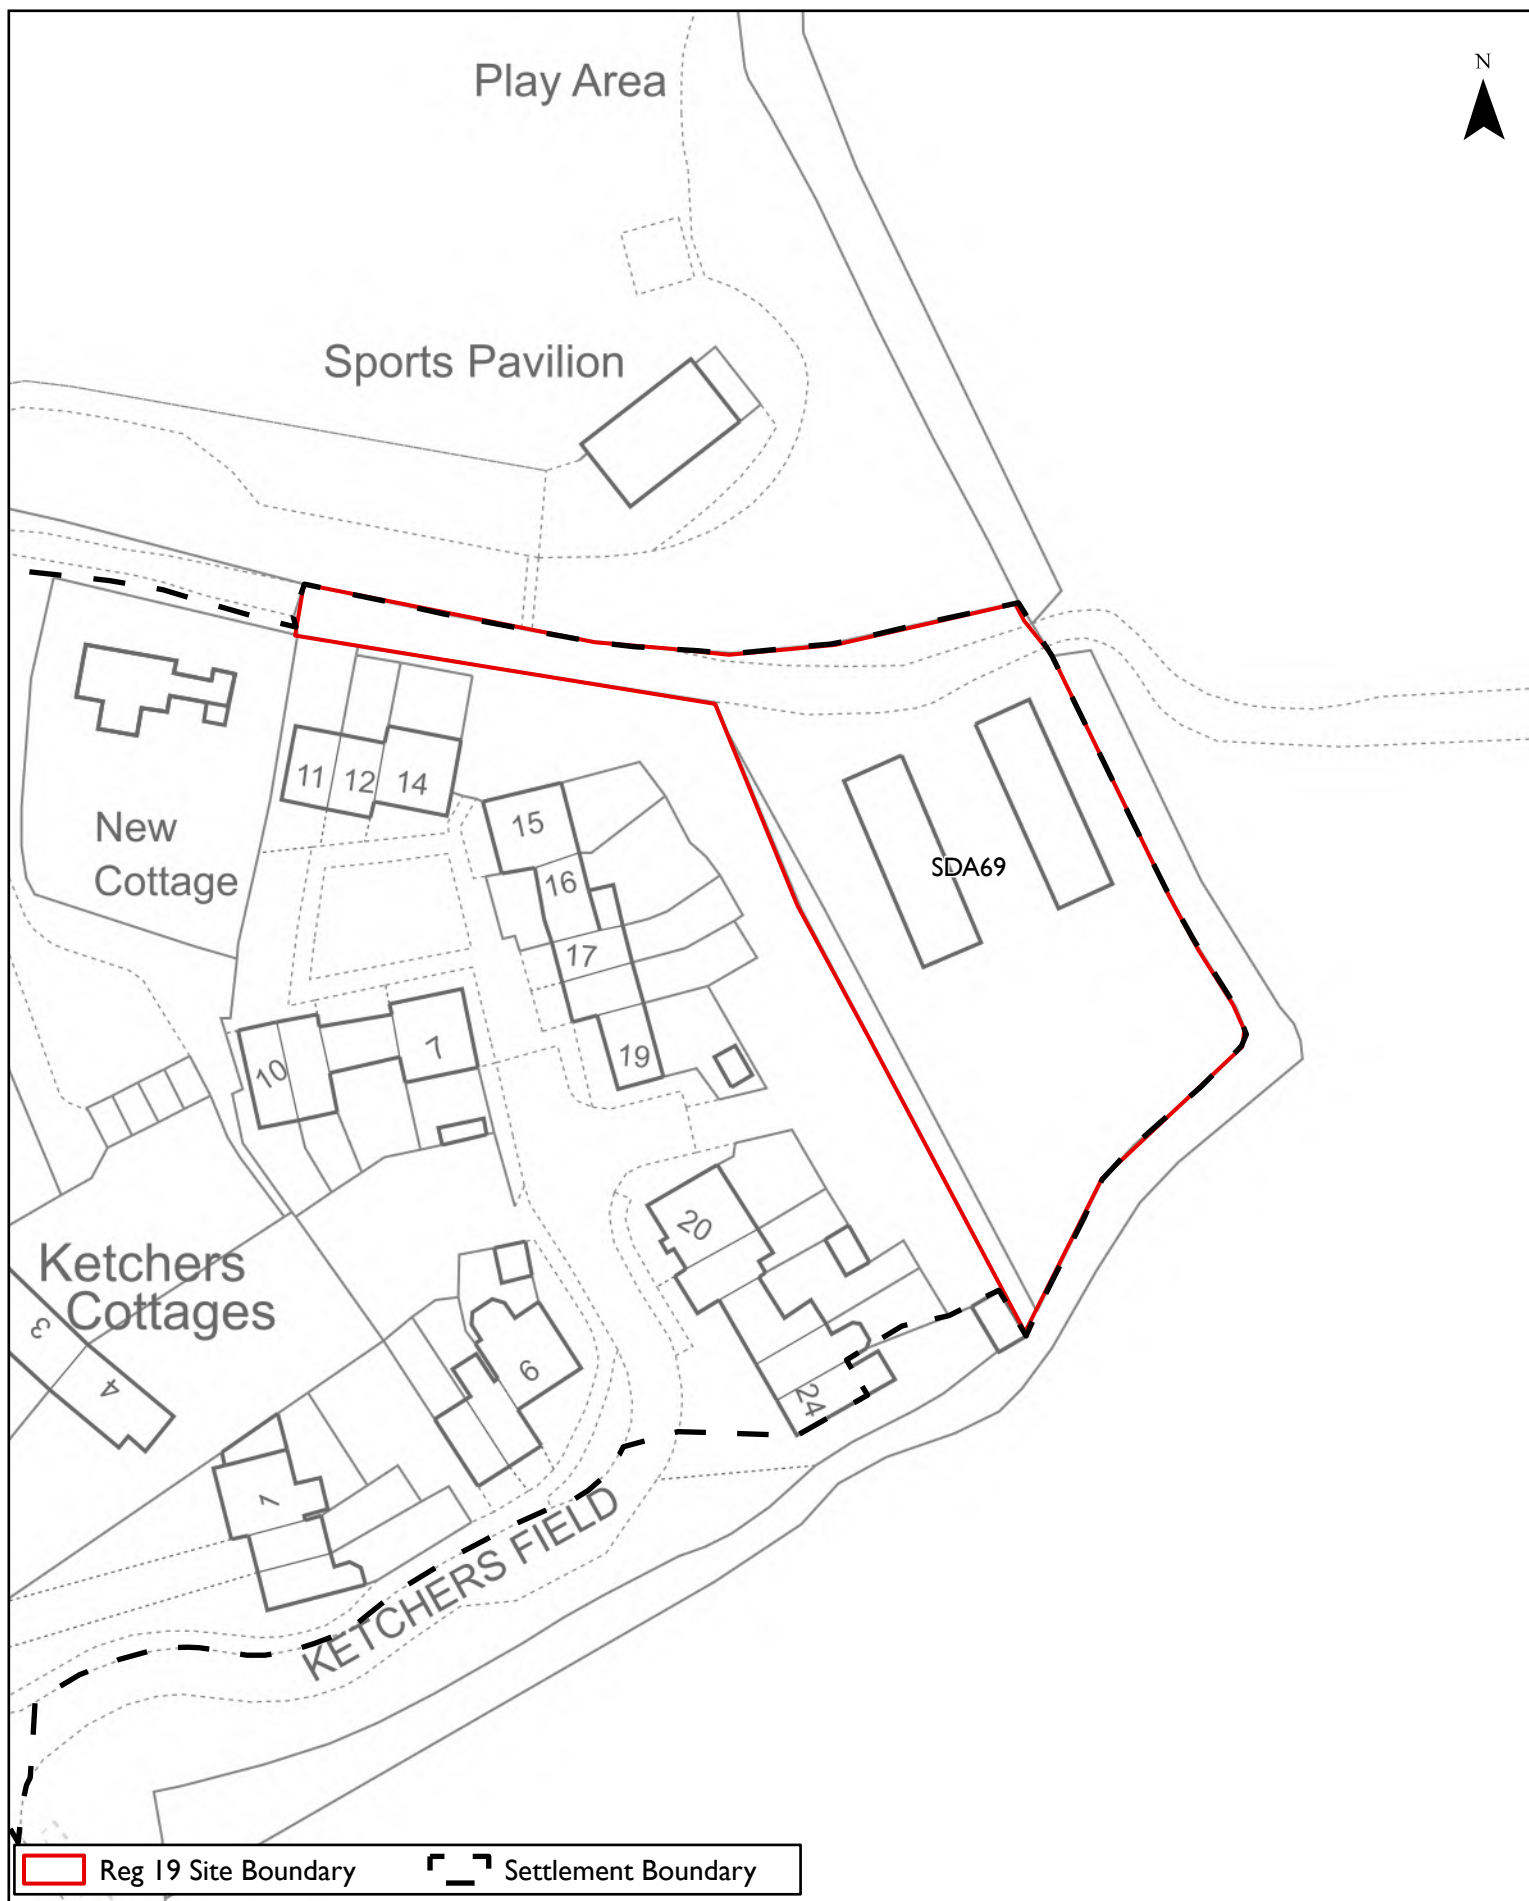 Play Area
N
Sports Pavilion
11
12
14
15
New
Cottage
16
SDA69
17
10
7
19
20
Ketchers
Cottages
3
4
6
24
1
KETCHERS FIELD
Reg 19 Site Boundary
Settlement Boundary